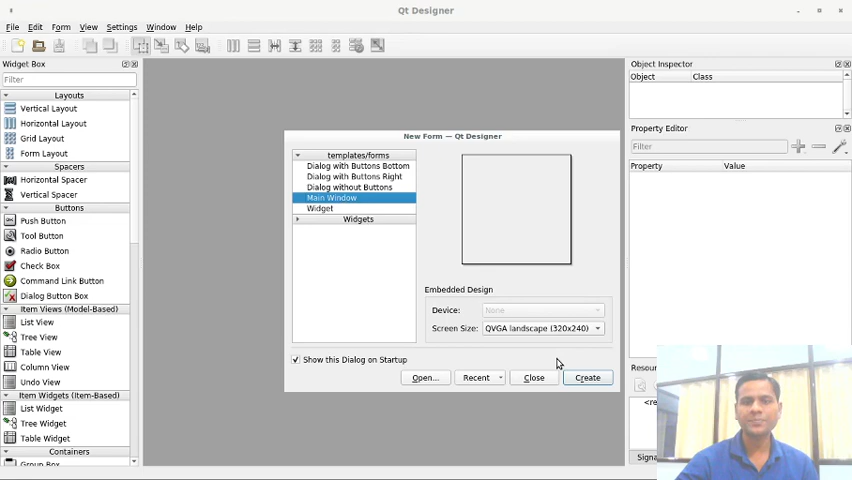 Qt Designer
File Edit Form View Settings Window Help
Widget Box
Filter
Layouts
Vertical Layout
Horizontal Layout
Grid Layout
Form Layout
Spacers
Horizontal Spacer
Vertical Spacer
Buttons
Push Button
Tool Button
Radio Button
Check Box
Command Link Button
Dialog Button Box
Item Views (Model-Based)
List View
Tree View
Table View
Column View
Undo View
Item Widgets (Item-Based)
List Widget
Tree Widget
Table Widget
Containers
Group Box
New Form — Qt Designer
templates/forms
Dialog with Buttons Bottom
Dialog with Buttons Right
Dialog without Buttons
Main Window
Widget
Widgets
Embedded Design
Device: None
Screen Size: QVGA landscape (320x240)
Show this Dialog on Startup
Open... Recent Close Create
Object Inspector
Object Class
Property Editor
Filter
Property Value
Resou
<re
Signa